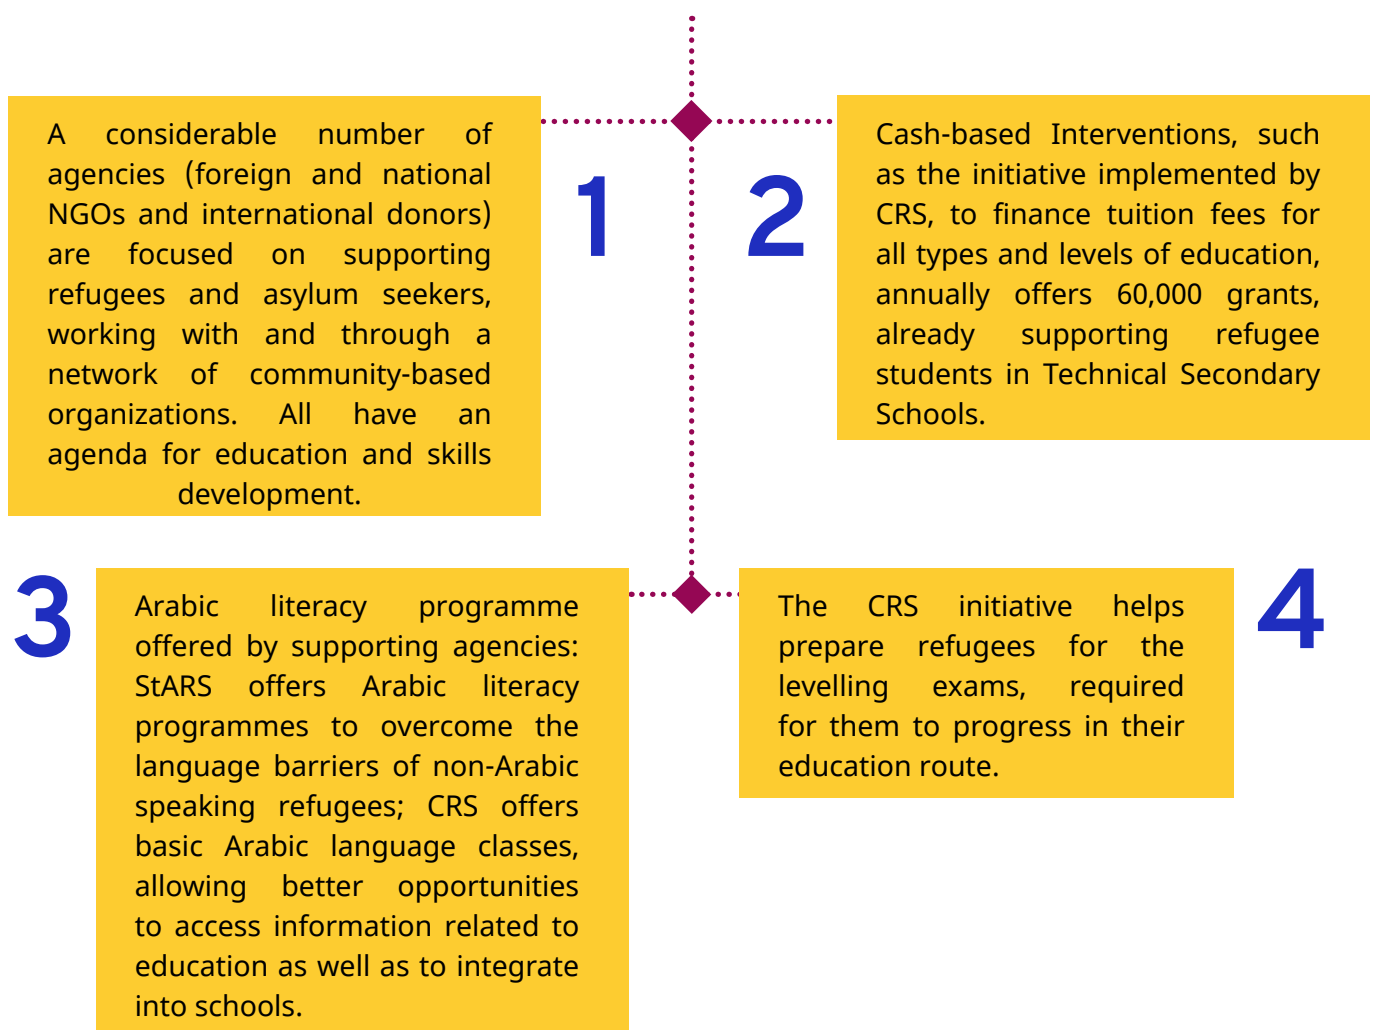 A considerable number of
agencies (foreign and national
NGOs and international donors)
are focused on supporting
refugees and asylum seekers,
working with and through a
network of community-based
organizations. All have an
agenda for education and skills
development.
1
2
Cash-based Interventions, such
as the initiative implemented by
CRS, to finance tuition fees for
all types and levels of education,
annually offers 60,000 grants,
already supporting refugee
students in Technical Secondary
Schools.
3
Arabic literacy programme
offered by supporting agencies:
StARS offers Arabic literacy
programmes to overcome the
language barriers of non-Arabic
speaking refugees; CRS offers
basic Arabic language classes,
allowing better opportunities
to access information related to
education as well as to integrate
into schools.
The CRS initiative helps
prepare refugees for the
levelling exams, required
for them to progress in their
education route.
4